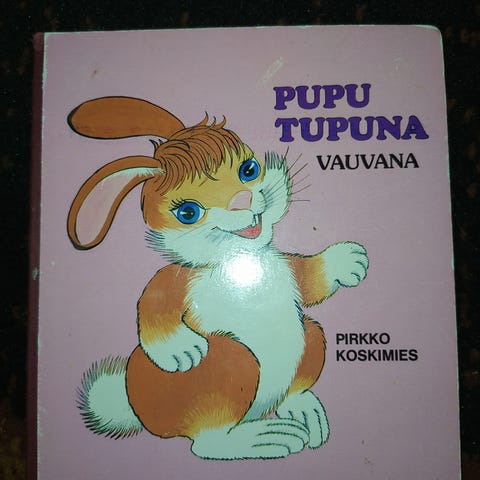 PUPU
TUPUNA
VAUVANA
PIRKKO
KOSKIMIES